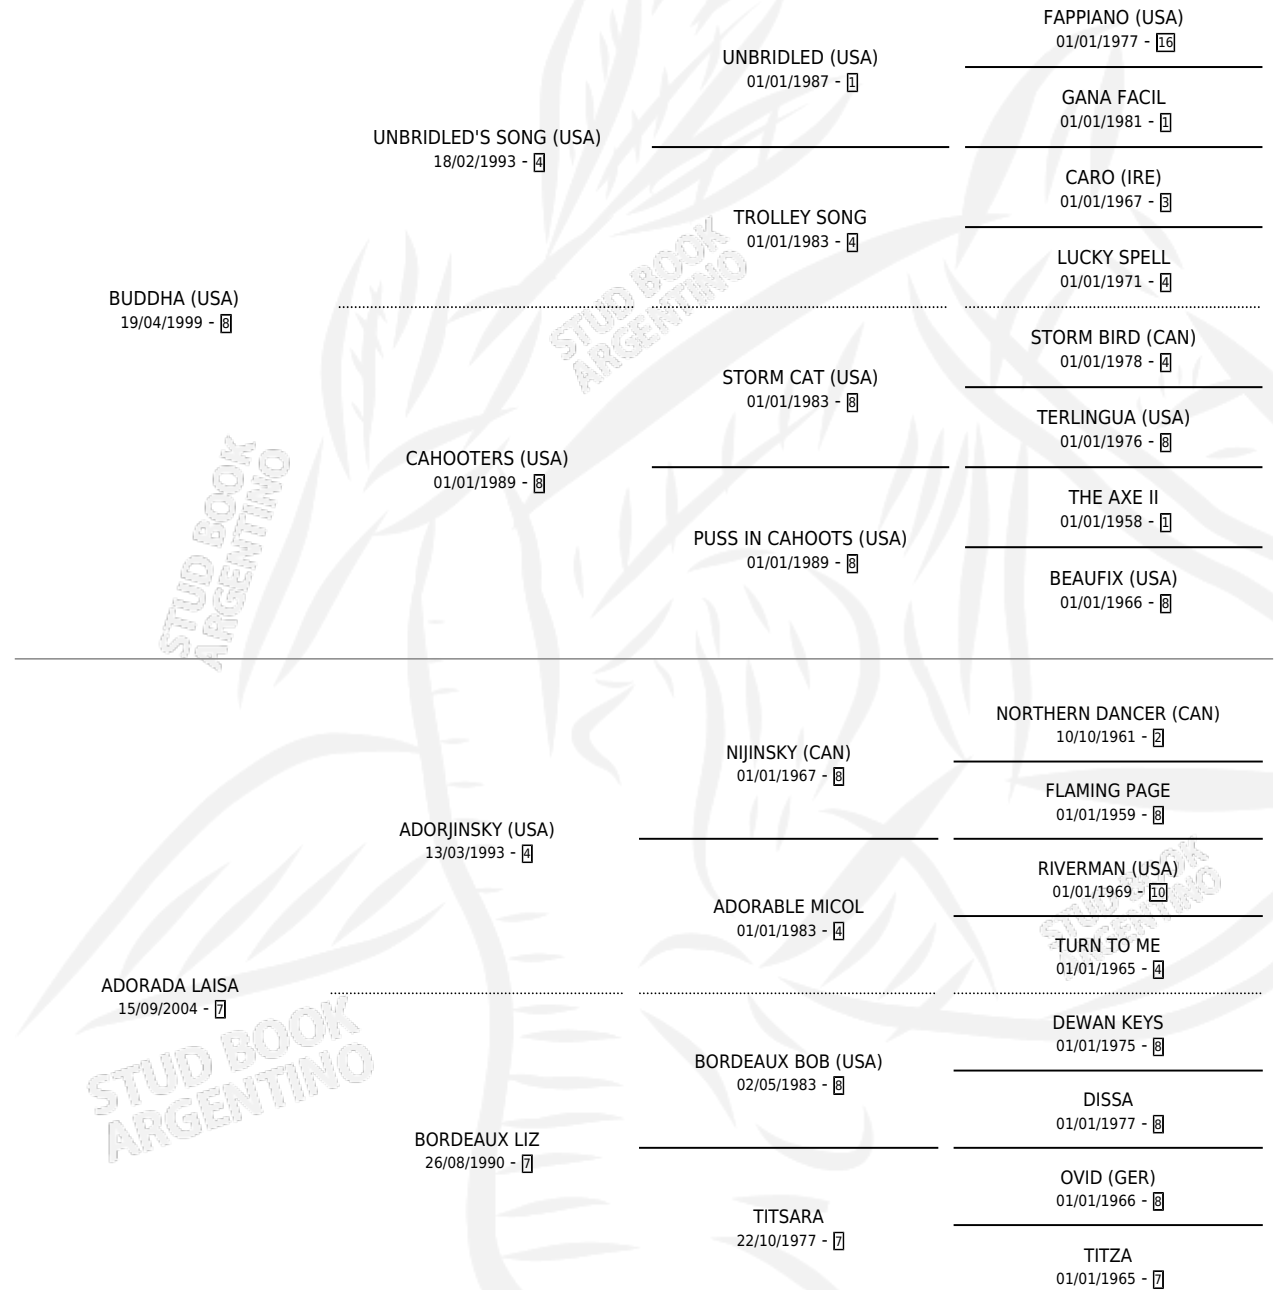 FAPPIANO (USA)
01/01/1977 - 16
UNBRIDLED (USA)
01/01/1987 - 1
GANA FACIL
01/01/1981 - 1
UNBRIDLED'S SONG (USA)
18/02/1993 - 4
CARO (IRE)
01/01/1967 - 3
TROLLEY SONG
01/01/1983 - 4
LUCKY SPELL
01/01/1971 - 4
BUDDHA (USA)
19/04/1999 - 8
STORM BIRD (CAN)
01/01/1978 - 4
STORM CAT (USA)
01/01/1983 - 8
TERLINGUA (USA)
01/01/1976 - 8
CAHOOTERS (USA)
01/01/1989 - 8
THE AXE II
01/01/1958 - 1
PUSS IN CAHOOTS (USA)
01/01/1989 - 8
BEAUFIX (USA)
01/01/1966 - 8
NORTHERN DANCER (CAN)
10/10/1961 - 2
NIJINSKY (CAN)
01/01/1967 - 8
FLAMING PAGE
01/01/1959 - 8
ADORJINSKY (USA)
13/03/1993 - 4
RIVERMAN (USA)
01/01/1969 - 10
ADORABLE MICOL
01/01/1983 - 4
TURN TO ME
01/01/1965 - 4
ADORADA LAISA
15/09/2004 - 7
DEWAN KEYS
01/01/1975 - 8
BORDEAUX BOB (USA)
02/05/1983 - 8
DISSA
01/01/1977 - 8
BORDEAUX LIZ
26/08/1990 - 7
OVID (GER)
01/01/1966 - 8
TITSARA
22/10/1977 - 7
TITZA
01/01/1965 - 7
STUD BOOK
ARGENTINO
STUD BOOK
ARGENTINO
STUD BOOK
ARGENTINO
STUD BOOK
ARGENTINO